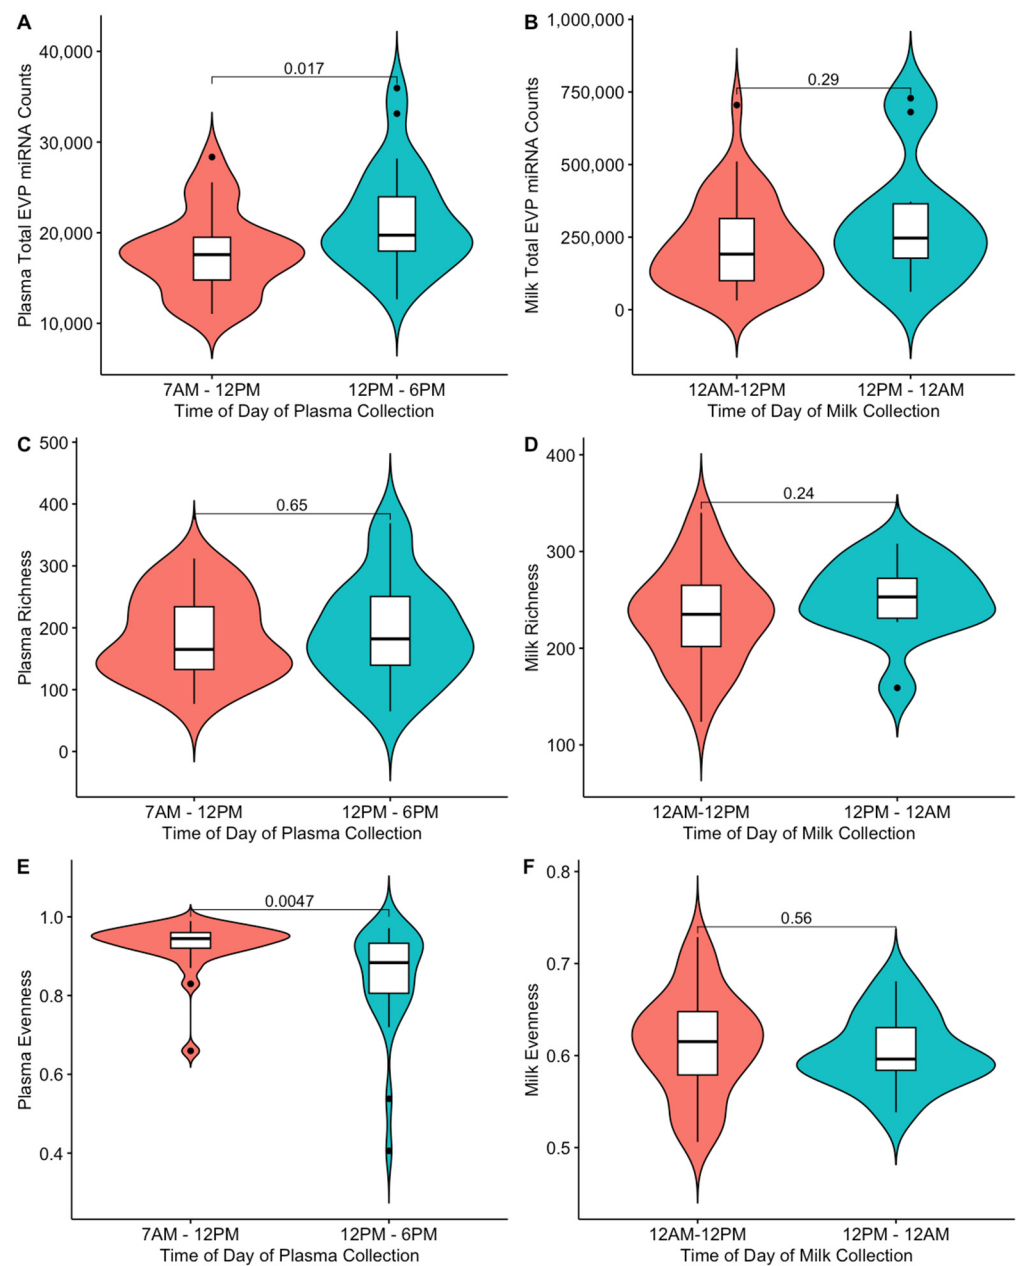 A
Plasma Total EVP miRNA Counts
40,000
30,000
20,000
10,000
0.017
7AM - 12PM
12PM - 6PM
Time of Day of Plasma Collection
B
Milk Total EVP miRNA Counts
1,000,000
750,000
500,000
250,000
0
0.29
12AM-12PM
12PM - 12AM
Time of Day of Milk Collection
C
Plasma Richness
500
400
300
200
100
0
0.65
7AM - 12PM
12PM - 6PM
Time of Day of Plasma Collection
D
Milk Richness
400
300
200
100
0.24
12AM-12PM
12PM - 12AM
Time of Day of Milk Collection
E
Plasma Evenness
1.0
0.8
0.6
0.4
0.0047
7AM - 12PM
12PM - 6PM
Time of Day of Plasma Collection
F
Milk Evenness
0.8
0.7
0.6
0.5
0.56
12AM-12PM
12PM - 12AM
Time of Day of Milk Collection